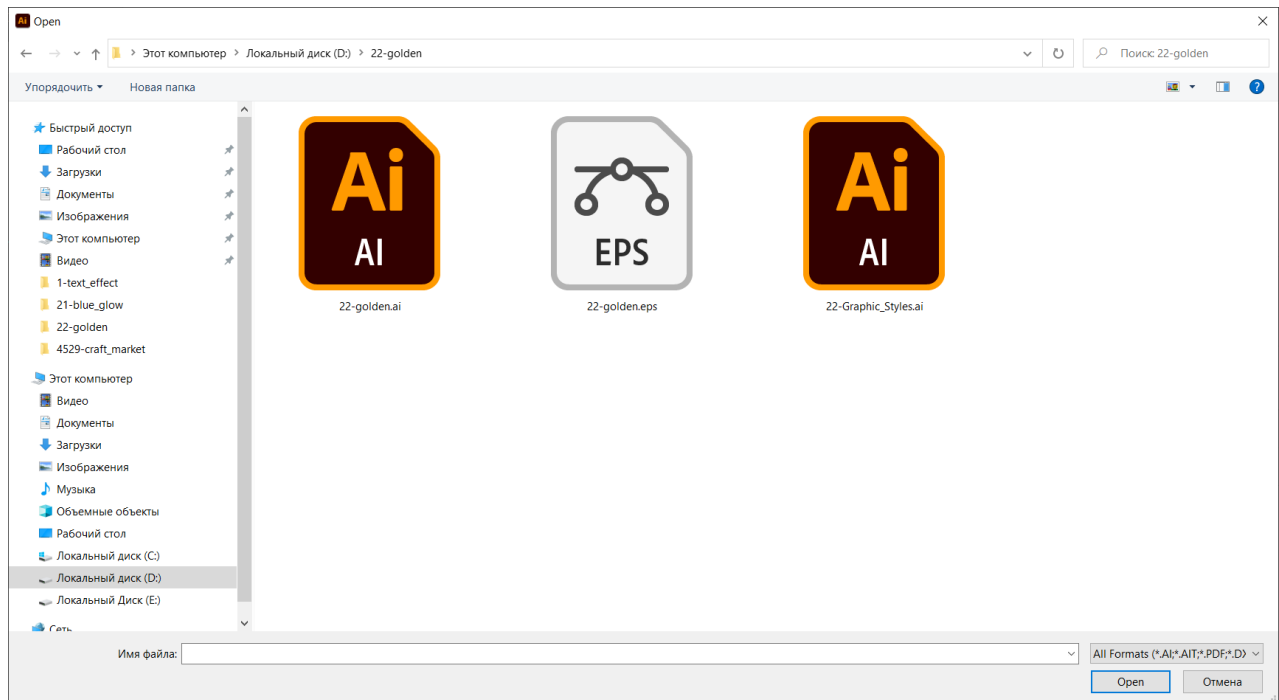 Open
Этот компьютер > Локальный диск (D:) > 22-golden
Поиск: 22-golden
Упорядочить
Новая папка
Быстрый доступ
Рабочий стол
Загрузки
Документы
Изображения
Этот компьютер
Видео
1-text_effect
21-blue_glow
22-golden
4529-craft_market
Этот компьютер
Видео
Документы
Загрузки
Изображения
Музыка
Объемные объекты
Рабочий стол
Локальный диск (C:)
Локальный диск (D:)
Локальный Диск (E:)
Сеть
Ai
AI
22-golden.ai
EPS
22-golden.eps
Ai
AI
22-Graphic_Styles.ai
Имя файла:
All Formats (*.AI;*.AIT;*.PDF;*.DX
Open
Отмена